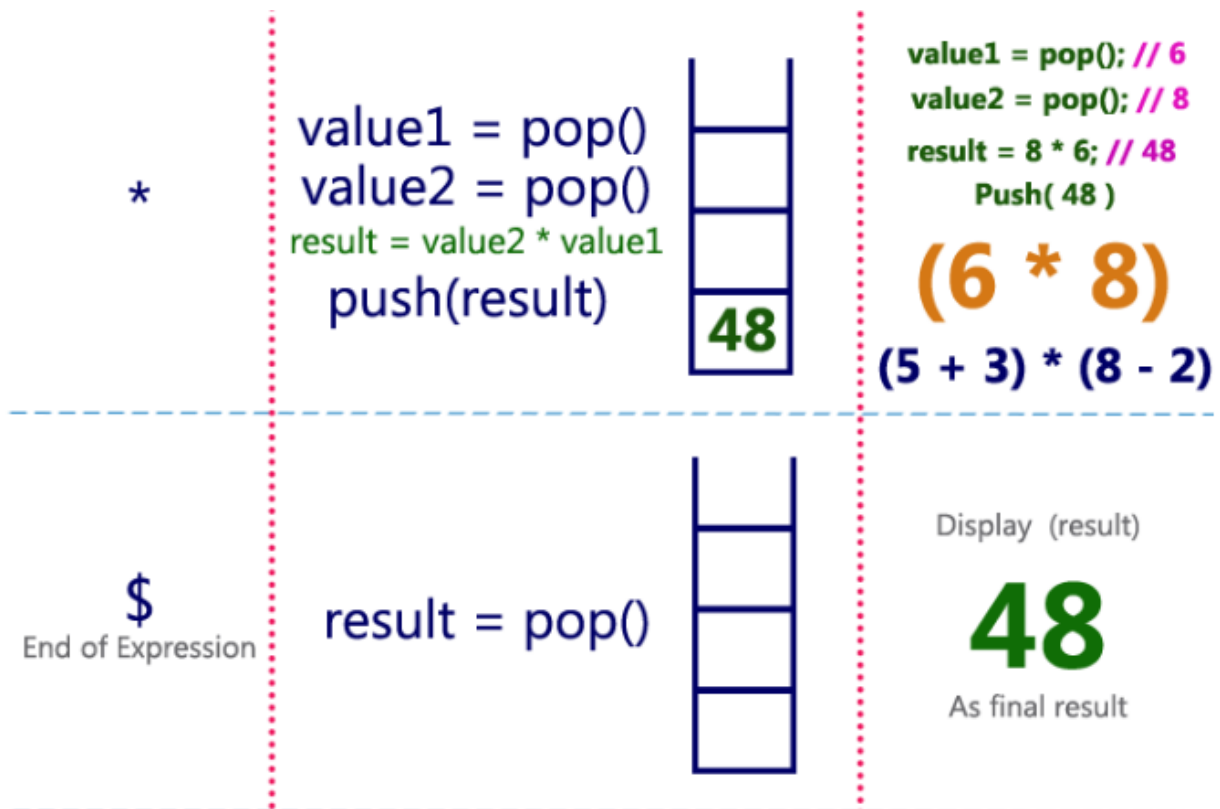 *
value1 = pop()
value2 = pop()
result = value2 * value1
push(result)
48
value1 = pop(); // 6
value2 = pop(); // 8
result = 8 * 6; // 48
Push( 48 )
(6 * 8)
(5 + 3) * (8 - 2)
$
End of Expression
result = pop()
Display (result)
48
As final result